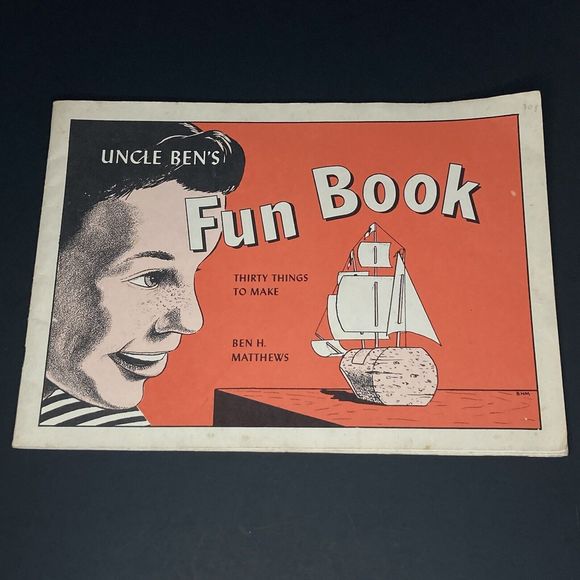 UNCLE BEN'S
Fun Book
THIRTY THINGS
TO MAKE
BEN H.
MATTHEWS
BHM